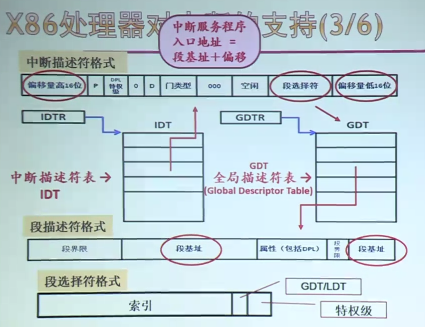 X86处理器对中断的支持(3/6)
中断服务程序
入口地址 =
段基址+偏移
中断描述符格式
偏移量高16位 P DPL特权级 0 D 门类型 000 空闲 段选择符 偏移量低16位
IDTR IDT GDTR GDT
中断描述符表→
IDT
GDT
全局描述符表→
(Global Descriptor Table)
段描述符格式
段界限 段基址 属性（包括DPL） 段界限 段基址
段选择符格式
GDT/LDT
索引
特权级